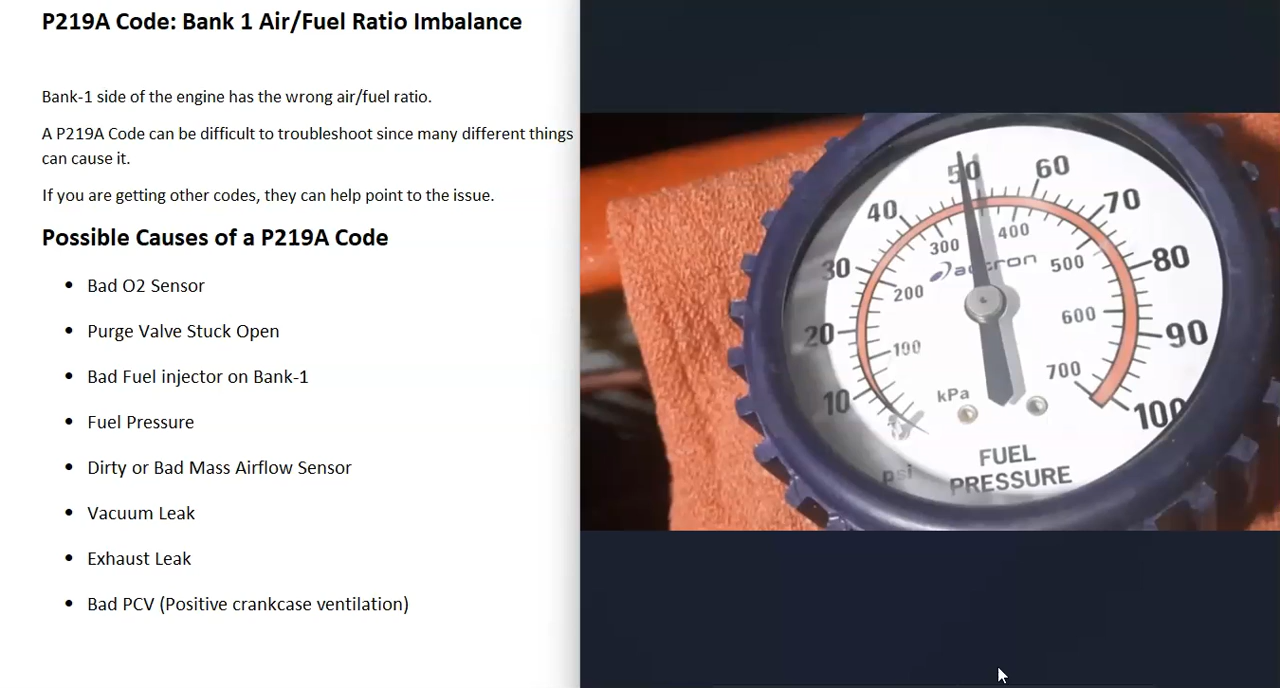 P219A Code: Bank 1 Air/Fuel Ratio Imbalance
Bank-1 side of the engine has the wrong air/fuel ratio.
A P219A Code can be difficult to troubleshoot since many different things
can cause it.
If you are getting other codes, they can help point to the issue.
Possible Causes of a P219A Code
• Bad O2 Sensor
• Purge Valve Stuck Open
• Bad Fuel injector on Bank-1
• Fuel Pressure
• Dirty or Bad Mass Airflow Sensor
• Vacuum Leak
• Exhaust Leak
• Bad PCV (Positive crankcase ventilation)
10
20
30
40
50
60
70
80
90
100
100
200
300
400
500
600
700
actron
kPa
psi
FUEL
PRESSURE